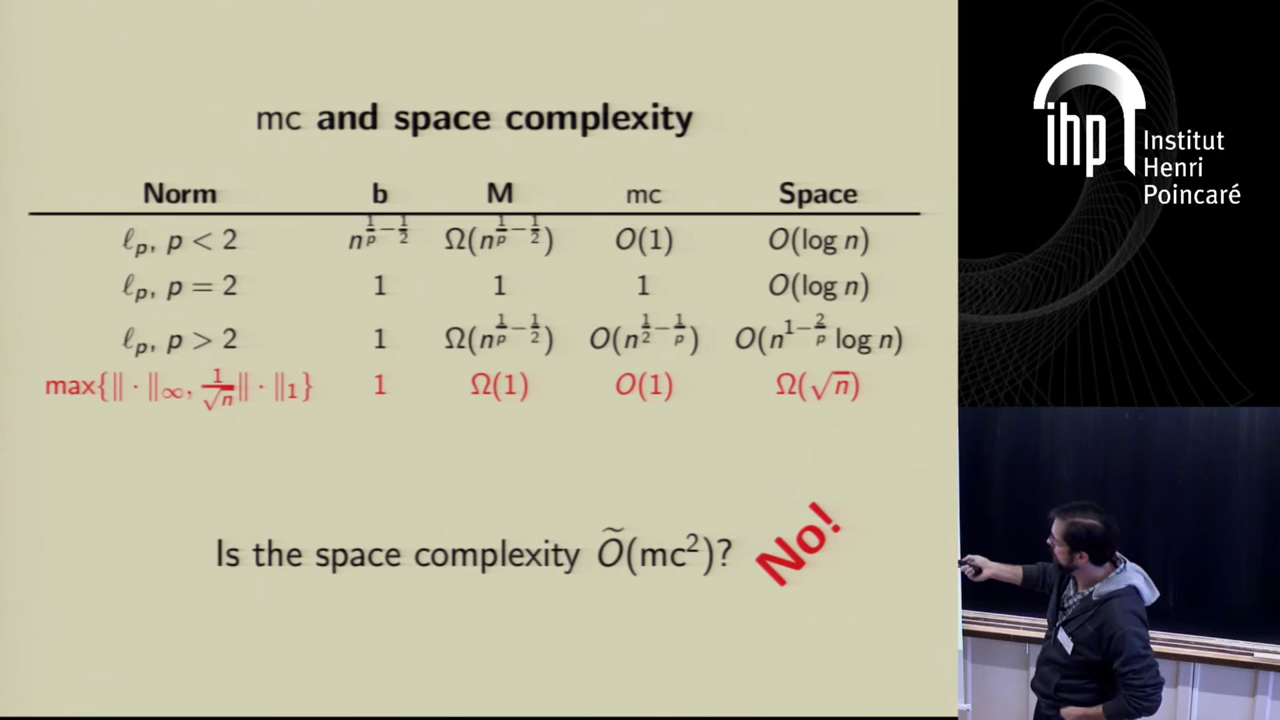 mc and space complexity
Norm b M mc Space
ℓₚ, p < 2 n^{1/p − 1/2} Ω(n^{1/p − 1/2}) O(1) O(log n)
ℓₚ, p = 2 1 1 1 O(log n)
ℓₚ, p > 2 1 Ω(n^{1/p − 1/2}) O(n^{1/2 − 1/p}) O(n^{1 − 2/p} log n)
max{‖ · ‖∞, 1/√n ‖ · ‖₁} 1 Ω(1) O(1) Ω(√n)
Is the space complexity Õ(mc²)? No!
ihp
Institut
Henri
Poincaré